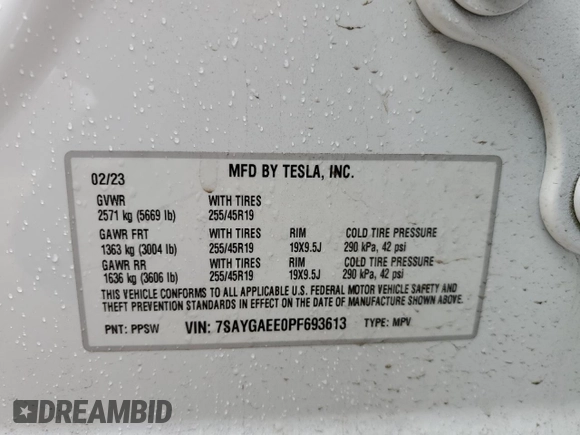 MFD BY TESLA, INC.
02/23
GVWR WITH TIRES
2571 kg (5669 lb) 255/45R19
GAWR FRT WITH TIRES RIM COLD TIRE PRESSURE
1363 kg (3004 lb) 255/45R19 19X9.5J 290 kPa, 42 psi
GAWR RR WITH TIRES RIM COLD TIRE PRESSURE
1636 kg (3606 lb) 255/45R19 19X9.5J 290 kPa, 42 psi
THIS VEHICLE CONFORMS TO ALL APPLICABLE U.S. FEDERAL MOTOR VEHICLE SAFETY AND
THEFT PREVENTION STANDARDS IN EFFECT ON THE DATE OF MANUFACTURE SHOWN ABOVE.
PNT: PPSW VIN: 7SAYGAEE0PF693613 TYPE: MPV
DREAMBID